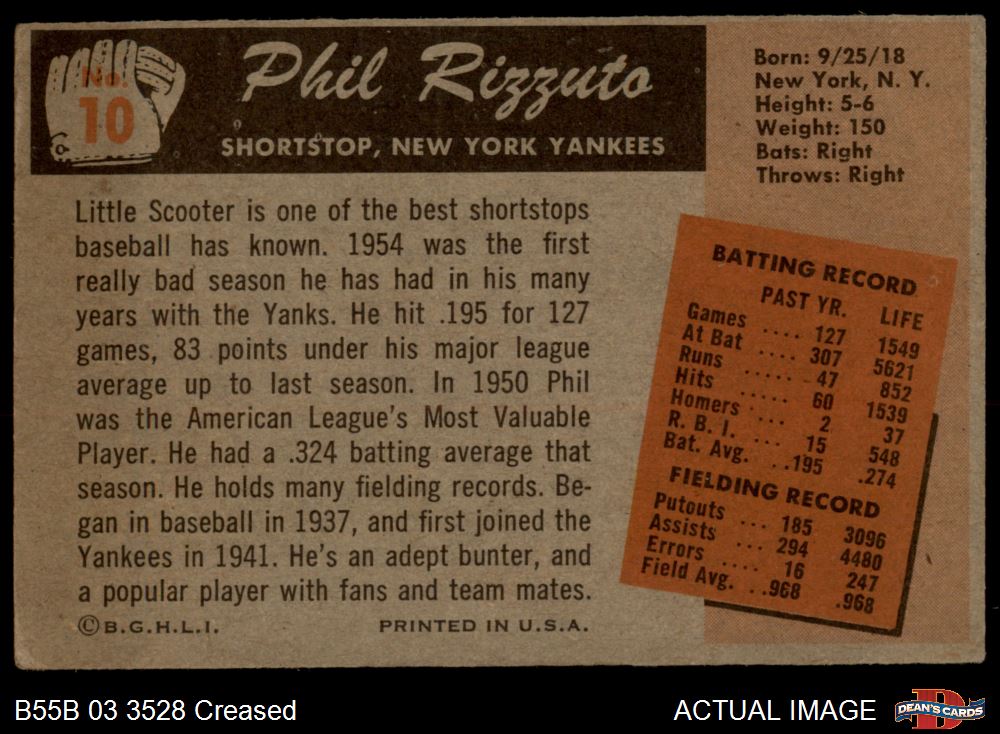 No.
10
Phil Rizzuto
SHORTSTOP, NEW YORK YANKEES
Born: 9/25/18
New York, N. Y.
Height: 5-6
Weight: 150
Bats: Right
Throws: Right
Little Scooter is one of the best shortstops
baseball has known. 1954 was the first
really bad season he has had in his many
years with the Yanks. He hit .195 for 127
games, 83 points under his major league
average up to last season. In 1950 Phil
was the American League's Most Valuable
Player. He had a .324 batting average that
season. He holds many fielding records. Be-
gan in baseball in 1937, and first joined the
Yankees in 1941. He's an adept bunter, and
a popular player with fans and team mates.
©B.G.H.L.I. PRINTED IN U.S.A.
BATTING RECORD
PAST YR. LIFE
Games .... 127 1549
At Bat .... 307 5621
Runs ..... 47 852
Hits ..... 60 1539
Homers ... 2 37
R. B. I. ... 15 548
Bat. Avg. ..195 .274
FIELDING RECORD
Putouts ... 185 3096
Assists ... 294 4480
Errors .... 16 247
Field Avg. ..968 .968
B55B 03 3528 Creased
ACTUAL IMAGE
DEAN'S CARDS